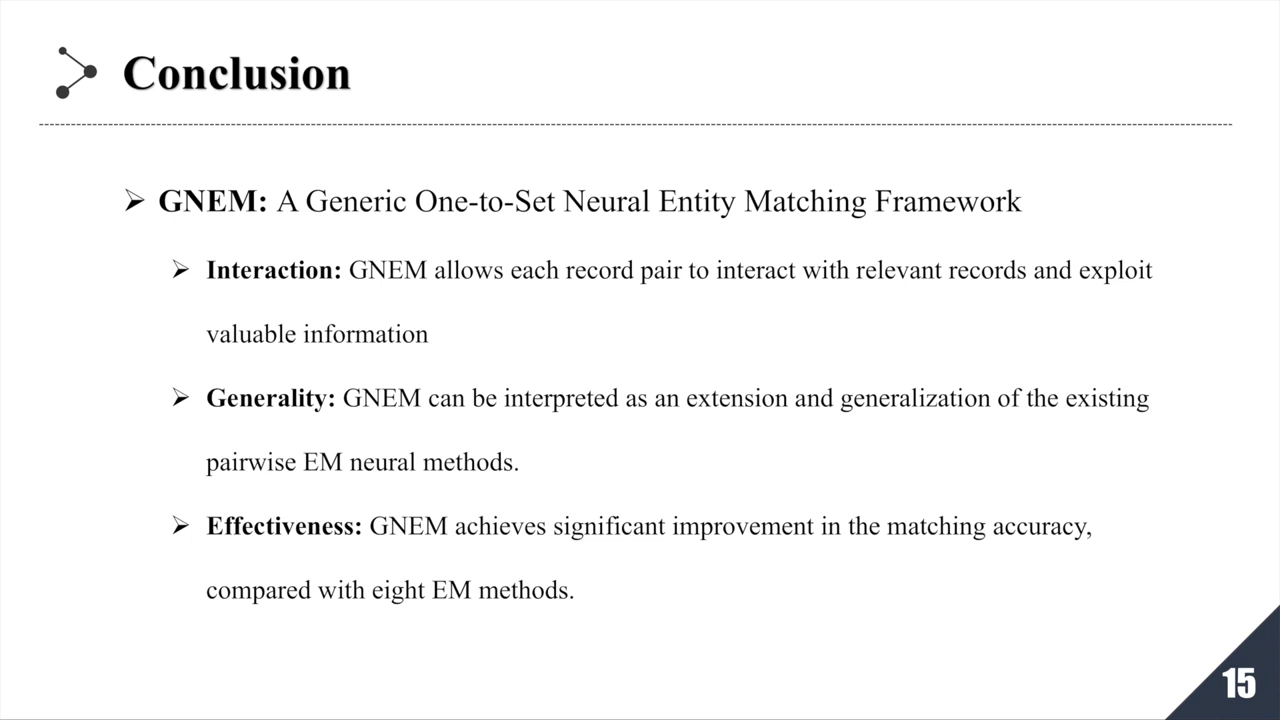 Conclusion
GNEM: A Generic One-to-Set Neural Entity Matching Framework
Interaction: GNEM allows each record pair to interact with relevant records and exploit
valuable information
Generality: GNEM can be interpreted as an extension and generalization of the existing
pairwise EM neural methods.
Effectiveness: GNEM achieves significant improvement in the matching accuracy,
compared with eight EM methods.
15